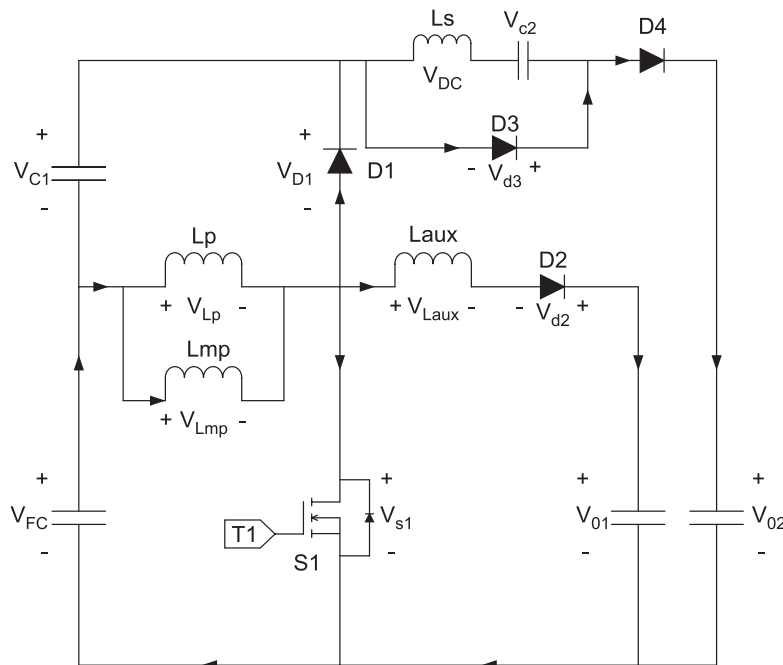 Ls
V_c2
D4
V_DC
D3
- V_d3 +
+
V_C1
-
+
V_D1
-
D1
Lp
+ V_Lp -
Lmp
+ V_Lmp -
Laux
+ V_Laux -
D2
- V_d2 +
+
V_FC
-
T1
S1
+
V_s1
-
+
V_01
-
+
V_02
-